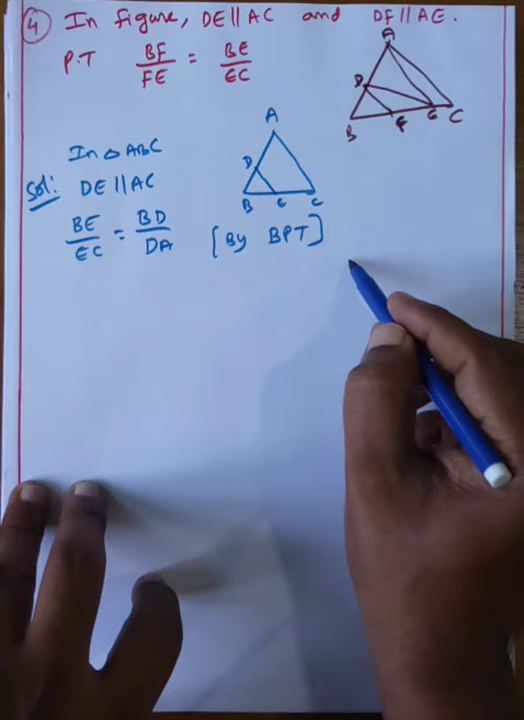 4 In figure, DE || AC and DF || AE.
P.T BF/FE = BE/EC
A
D
B F E C
In △ ABC
Sol: DE || AC
A
D
B E C
BE/EC = BD/DA [By BPT]